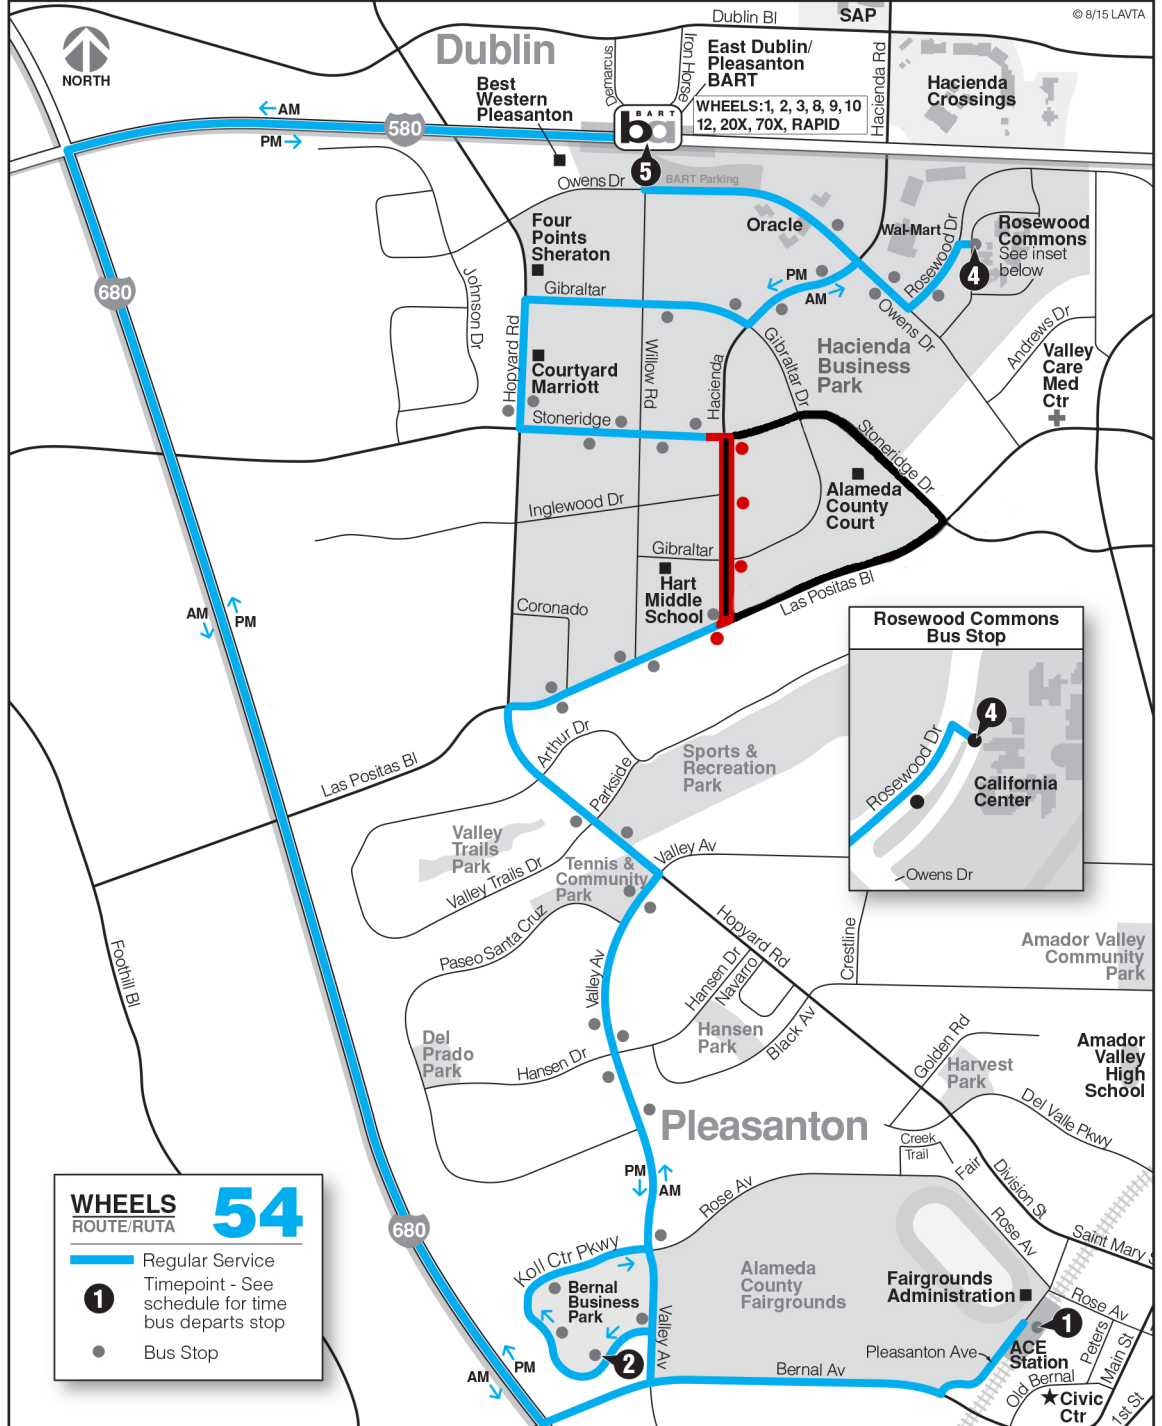 Dublin Bl
SAP
© 8/15 LAVTA
NORTH
Dublin
Demarcus
Iron Horse
East Dublin/
Pleasanton
BART
Hacienda Rd
Hacienda
Crossings
Best
Western
Pleasanton
WHEELS:1, 2, 3, 8, 9, 10
12, 20X, 70X, RAPID
AM
PM
580
BART
ba
5
BART Parking
Owens Dr
Four
Points
Sheraton
Oracle
Wal-Mart
Rosewood Dr
Rosewood
Commons
See inset
below
4
680
Johnson Dr
Gibraltar
PM
AM
Owens Dr
Andrews Dr
Hopyard Rd
Courtyard
Marriott
Willow Rd
Hacienda
Gibraltar Dr
Hacienda
Business
Park
Valley
Care
Med
Ctr
Stoneridge
Stoneridge Dr
Alameda
County
Court
Inglewood Dr
Gibraltar
Hart
Middle
School
Las Positas Bl
Coronado
AM
PM
Rosewood Commons
Bus Stop
4
Rosewood Dr
California
Center
Owens Dr
Arthur Dr
Las Positas Bl
Parkside
Sports &
Recreation
Park
Valley
Trails
Park
Valley Trails Dr
Tennis &
Community
Park
Valley Av
Paseo Santa Cruz
Hopyard Rd
Crestline
Amador Valley
Community
Park
Foothill Bl
Valley Av
Hansen Dr
Navarro
Hansen
Park
Black Av
Del
Prado
Park
Hansen Dr
Golden Rd
Harvest
Park
Amador
Valley
High
School
Del Valle Pkwy
Pleasanton
Creek
Trail
Fair
Division St
PM
AM
Rose Av
Rose Av
Saint Mary S
WHEELS
ROUTE/RUTA
54
Regular Service
1
Timepoint - See
schedule for time
bus departs stop
Bus Stop
680
Koll Ctr Pkwy
Bernal
Business
Park
Valley Av
2
Alameda
County
Fairgrounds
Fairgrounds
Administration
Rose Av
1
ACE
Station
Peters
Main St
Pleasanton Ave
Bernal Av
Old Bernal
Civic
Ctr
1st St
PM
AM